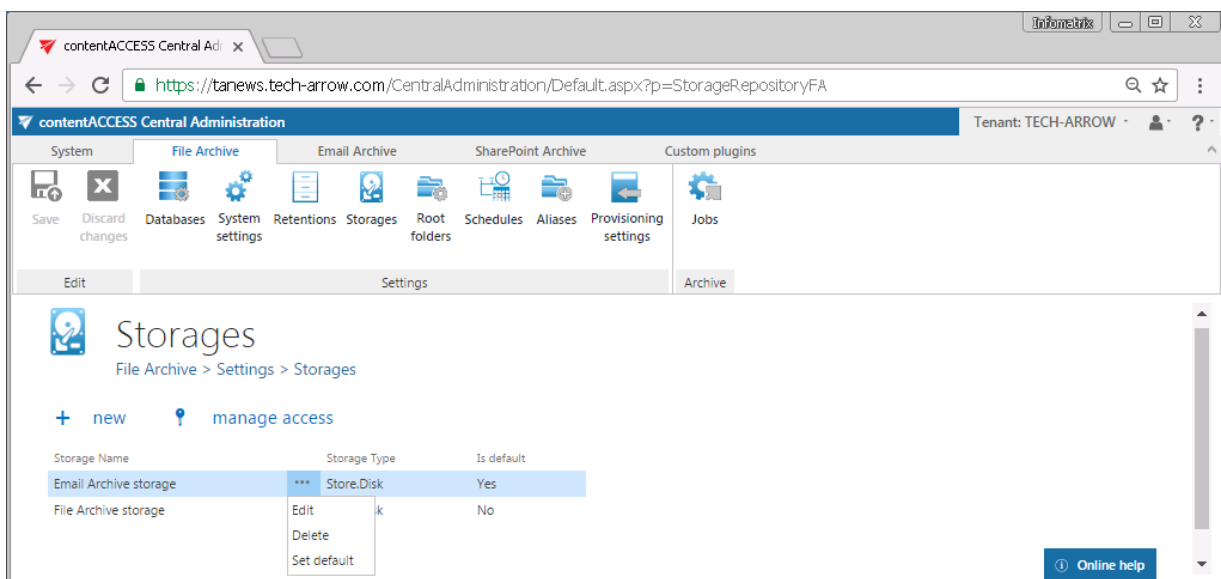 Infomatrix
contentACCESS Central Adr
https://tanews.tech-arrow.com/CentralAdministration/Default.aspx?p=StorageRepositoryFA
contentACCESS Central Administration
Tenant: TECH-ARROW
?
System
File Archive
Email Archive
SharePoint Archive
Custom plugins
Save
Discard changes
Databases
System settings
Retentions
Storages
Root folders
Schedules
Aliases
Provisioning settings
Jobs
Edit
Settings
Archive
Storages
File Archive > Settings > Storages
+ new
manage access
Storage Name Storage Type Is default
Email Archive storage ••• Store.Disk Yes
File Archive storage k No
Edit
Delete
Set default
Online help